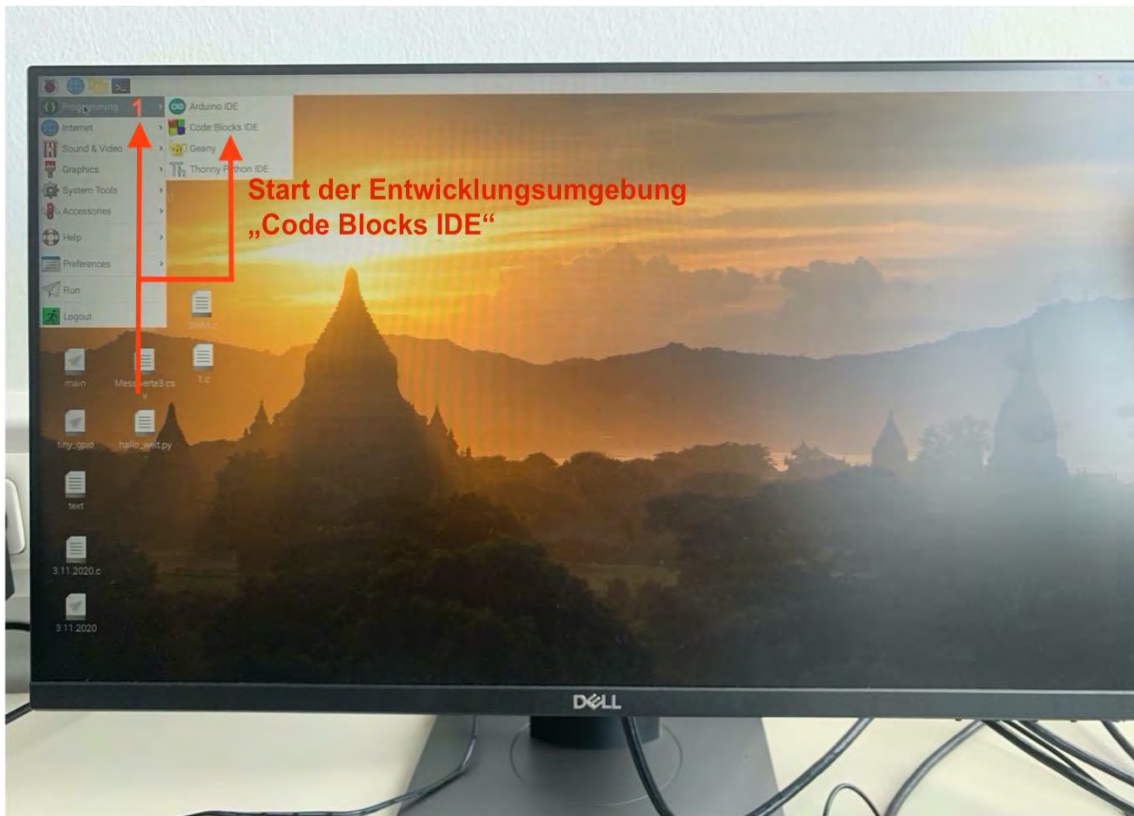 Programming
1
Internet
Sound & Video
Graphics
System Tools
Accessories
Help
Preferences
Run
Logout
Arduino IDE
Code::Blocks IDE
Geany
Thonny Python IDE
Start der Entwicklungsumgebung
„Code Blocks IDE“
1.c
main
Messwerte3.cs
v
tiny_gpio
hallo_welt.py
text
3.11.2020.c
3.11.2020
DELL